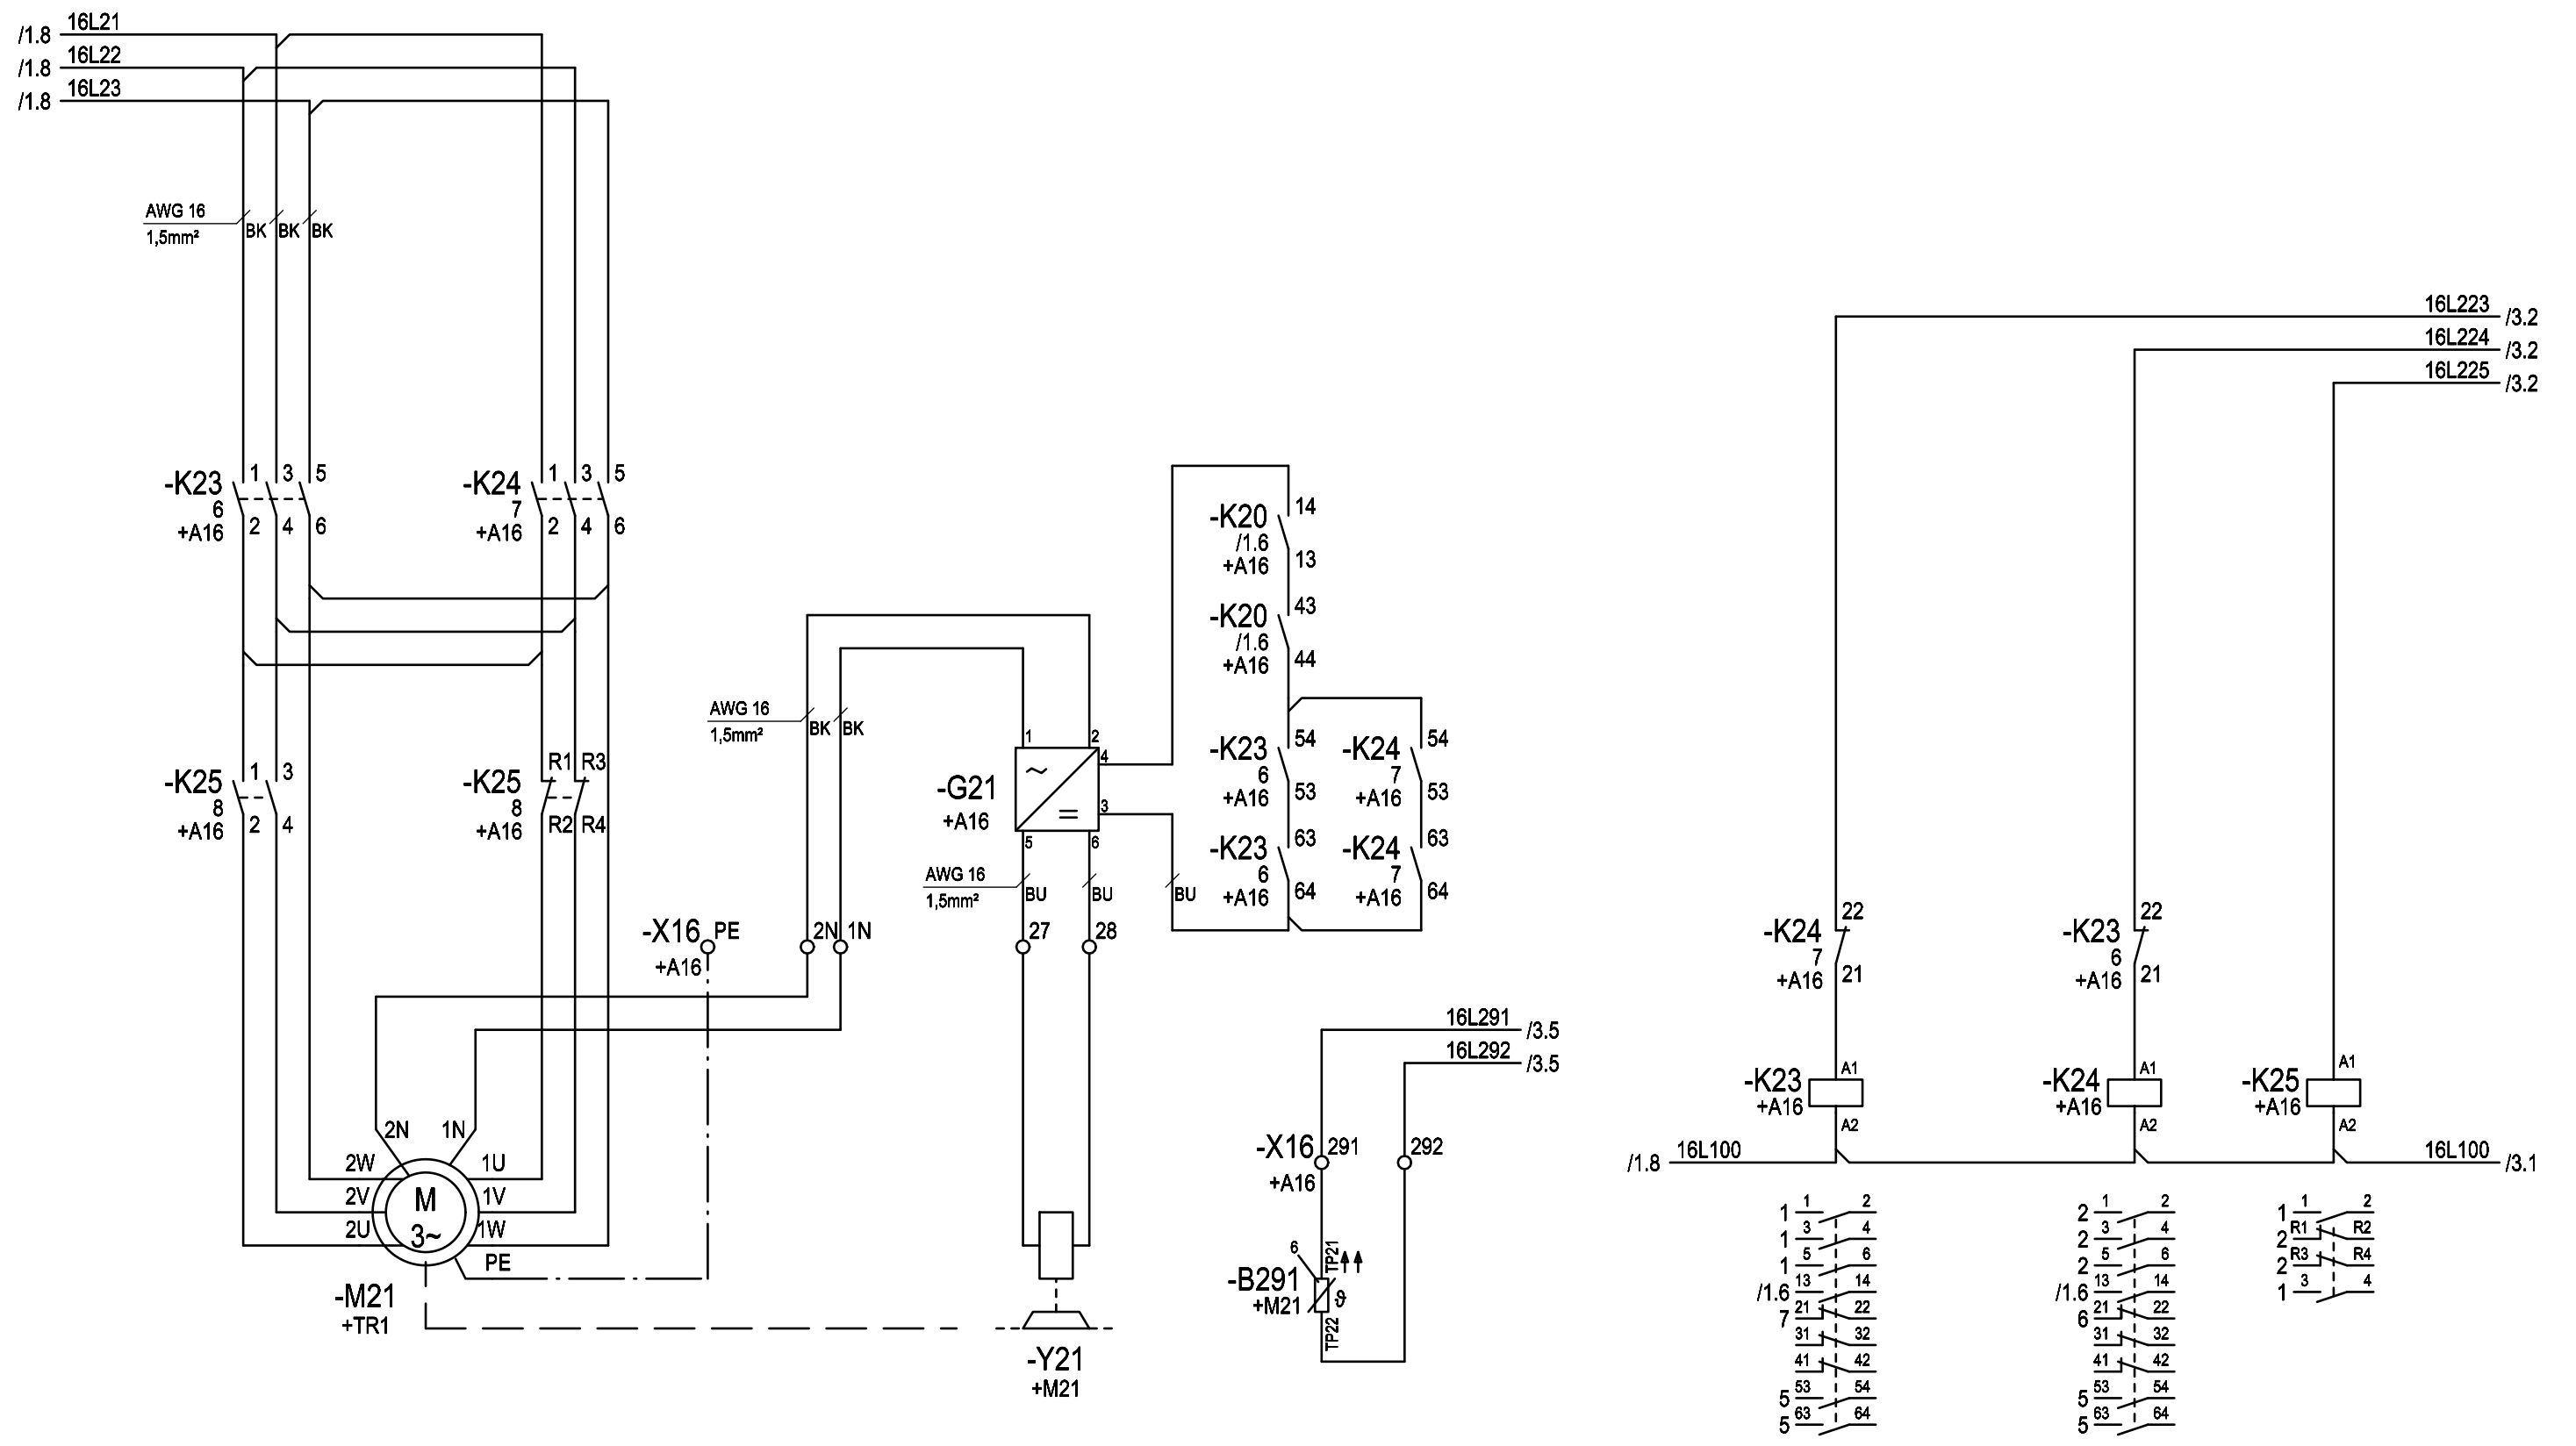 /1.8 16L21
/1.8 16L22
/1.8 16L23
AWG 16
1,5mm²
BK BK BK
16L223 /3.2
16L224 /3.2
16L225 /3.2
-K23 1 3 5
6
+A16 2 4 6
-K24 1 3 5
7
+A16 2 4 6
-K20 14
/1.6
+A16 13
-K20 43
/1.6
+A16 44
AWG 16
1,5mm²
BK BK
-K25 1 3
8
+A16 2 4
-K25 R1 R3
8
+A16 R2 R4
1 2
4
~
-G21
+A16
=
3
5 6
-K23 54
6
+A16 53
-K24 54
7
+A16 53
-K23 63
6
+A16 64
-K24 63
7
+A16 64
AWG 16
1,5mm²
BU BU BU
-X16 PE 2N 1N 27 28
+A16
-K24 22
7
+A16 21
-K23 22
6
+A16 21
16L291 /3.5
16L292 /3.5
-K23 A1
+A16
A2
-K24 A1
+A16
A2
-K25 A1
+A16
A2
2N 1N
2W 1U
2V M 1V
2U 3~ 1W
PE
-M21
+TR1
-Y21
+M21
-X16 291 292
+A16
6 TP21
-B291 ϑ
+M21
TP22
/1.8 16L100 16L100 /3.1
1 1 2
1 3 4
1 5 6
/1.6 13 14
7 21 22
31 32
41 42
5 53 54
5 63 64
2 1 2
2 3 4
2 5 6
/1.6 13 14
6 21 22
31 32
41 42
5 53 54
5 63 64
1 1 2
2 R1 R2
2 R3 R4
1 3 4